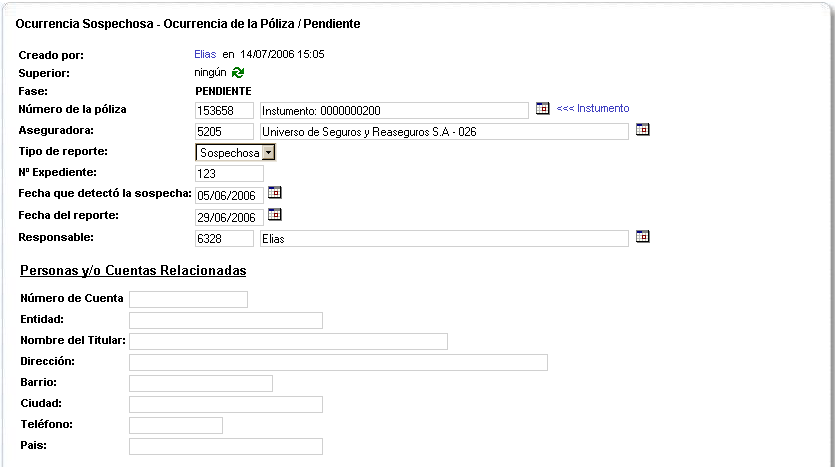 Ocurrencia Sospechosa - Ocurrencia de la Póliza / Pendiente
Creado por: Elias en 14/07/2006 15:05
Superior: ningún
Fase: PENDIENTE
Número de la póliza 153658 Instumento: 0000000200 <<< Instumento
Aseguradora: 5205 Universo de Seguros y Reaseguros S.A - 026
Tipo de reporte: Sospechosa
Nº Expediente: 123
Fecha que detectó la sospecha: 05/06/2006
Fecha del reporte: 29/06/2006
Responsable: 6328 Elias
Personas y/o Cuentas Relacionadas
Número de Cuenta
Entidad:
Nombre del Titular:
Dirección:
Barrio:
Ciudad:
Teléfono:
Pais: